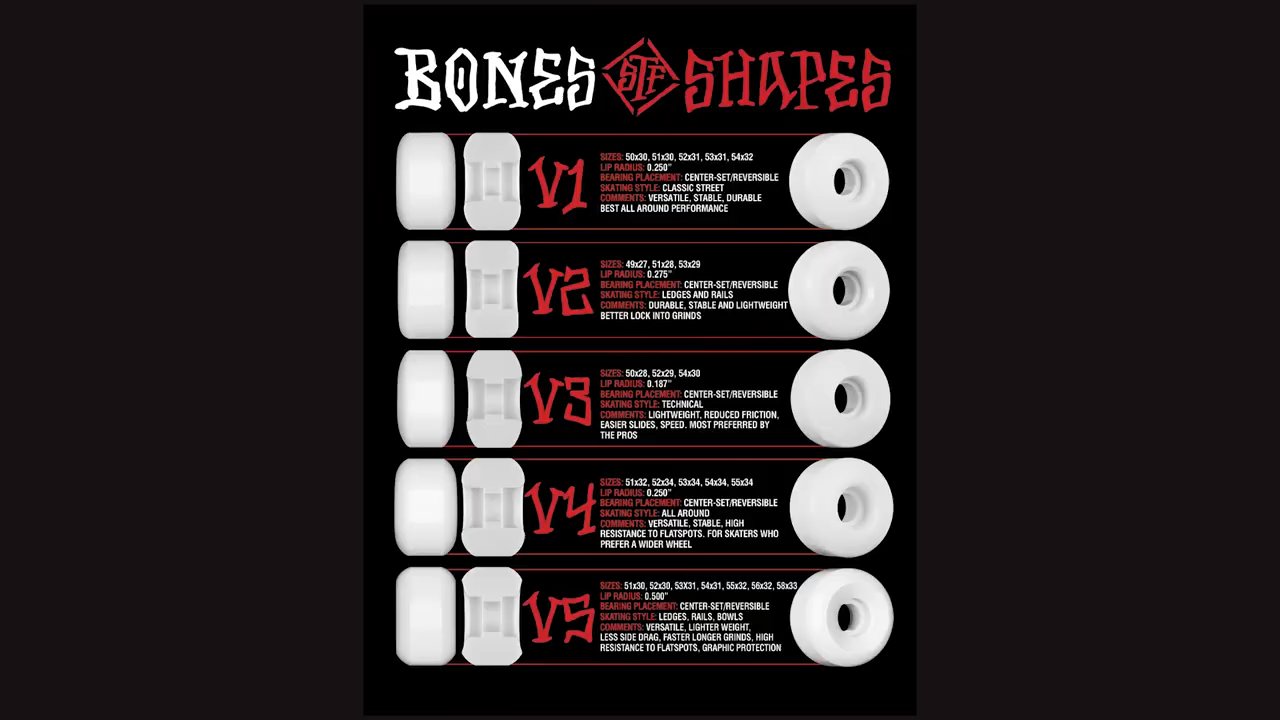 BONES STF SHAPES
V1
SIZES: 50x30, 51x30, 52x31, 53x31, 54x32
LIP RADIUS: 0.250"
BEARING PLACEMENT: CENTER-SET/REVERSIBLE
SKATING STYLE: CLASSIC STREET
COMMENTS: VERSATILE, STABLE, DURABLE
BEST ALL AROUND PERFORMANCE
V2
SIZES: 49x27, 51x28, 53x29
LIP RADIUS: 0.275"
BEARING PLACEMENT: CENTER-SET/REVERSIBLE
SKATING STYLE: LEDGES AND RAILS
COMMENTS: DURABLE, STABLE AND LIGHTWEIGHT
BETTER LOCK INTO GRINDS
V3
SIZES: 50x28, 52x29, 54x30
LIP RADIUS: 0.187"
BEARING PLACEMENT: CENTER-SET/REVERSIBLE
SKATING STYLE: TECHNICAL
COMMENTS: LIGHTWEIGHT, REDUCED FRICTION,
EASIER SLIDES, SPEED. MOST PREFERRED BY
THE PROS
V4
SIZES: 51x32, 52x34, 53x34, 54x34, 55x34
LIP RADIUS: 0.250"
BEARING PLACEMENT: CENTER-SET/REVERSIBLE
SKATING STYLE: ALL AROUND
COMMENTS: VERSATILE, STABLE, HIGH
RESISTANCE TO FLATSPOTS. FOR SKATERS WHO
PREFER A WIDER WHEEL
V5
SIZES: 51x30, 52x30, 53X31, 54x31, 55x32, 56x32, 58x33
LIP RADIUS: 0.500"
BEARING PLACEMENT: CENTER-SET/REVERSIBLE
SKATING STYLE: LEDGES, RAILS, BOWLS
COMMENTS: VERSATILE, LIGHTER WEIGHT,
LESS SIDE DRAG, FASTER LONGER GRINDS, HIGH
RESISTANCE TO FLATSPOTS, GRAPHIC PROTECTION